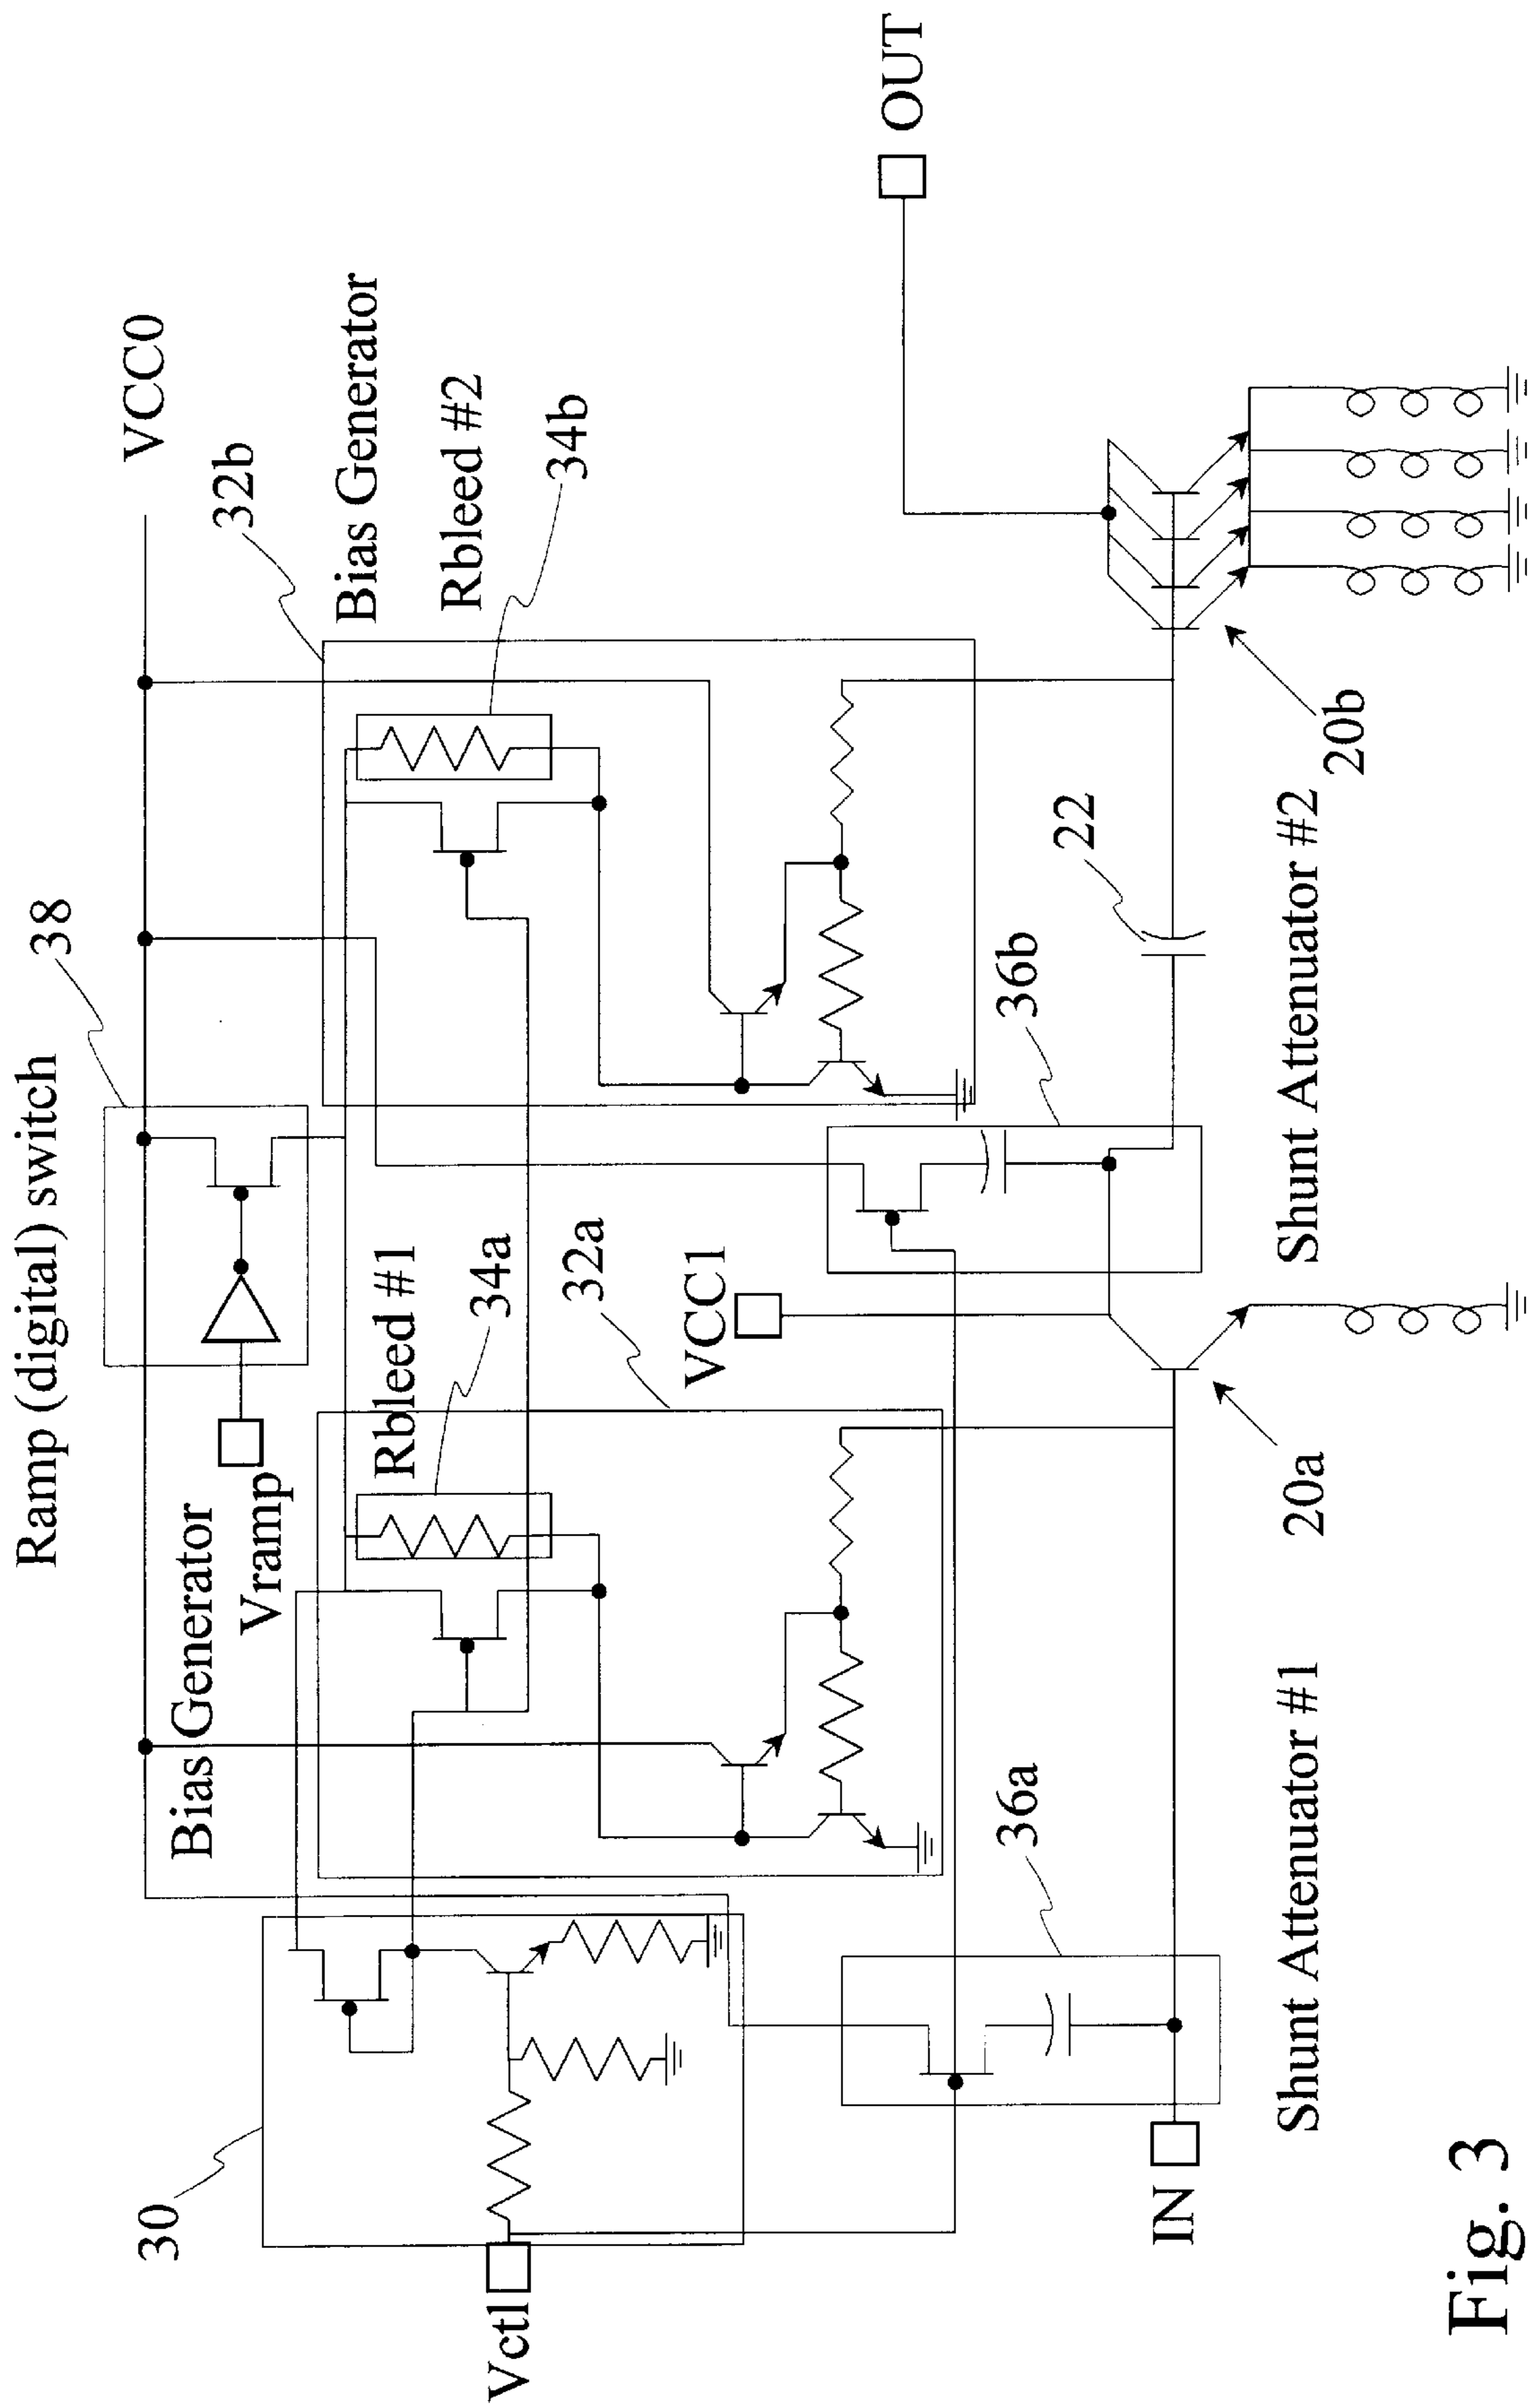 Ramp (digital) switch
38
VCC0
32b
Bias Generator
Rbleed #2
34b
30
Bias Generator
Vramp
Rbleed #1
34a
32a
Vctl
VCC1
36b
22
OUT
36a
IN
20a
20b
Shunt Attenuator #1
Shunt Attenuator #2
Fig. 3